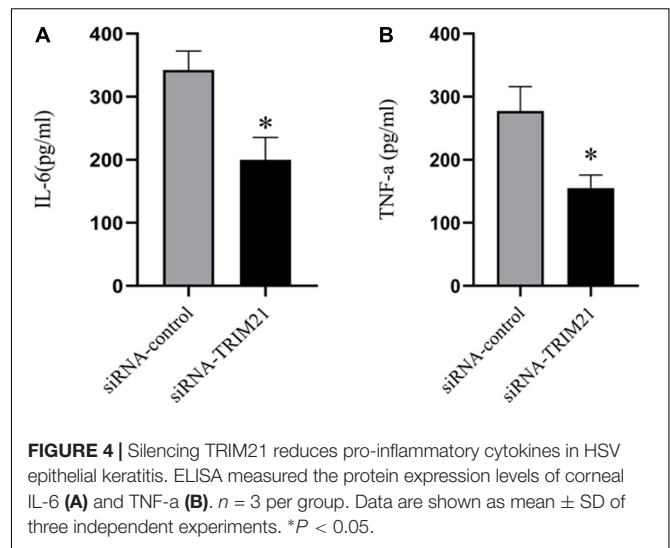 A
400
300
200
100
0
IL-6(pg/ml)
*
siRNA-control
siRNA-TRIM21
B
400
300
200
100
0
TNF-a (pg/ml)
*
siRNA-control
siRNA-TRIM21
FIGURE 4 | Silencing TRIM21 reduces pro-inflammatory cytokines in HSV
epithelial keratitis. ELISA measured the protein expression levels of corneal
IL-6 (A) and TNF-a (B). n = 3 per group. Data are shown as mean ± SD of
three independent experiments. *P < 0.05.